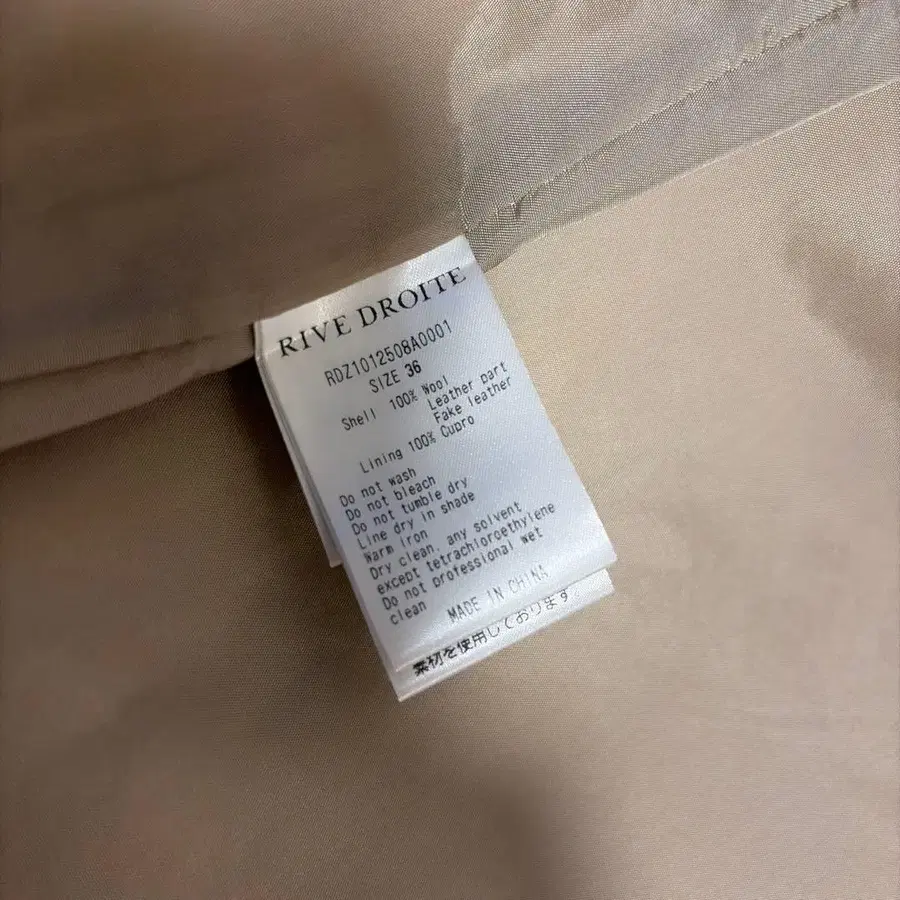 RIVE DROITE
RDZ1012508A0001
SIZE 36
Shell 100% Wool
Leather part
Fake leather
Lining 100% Cupro
Do not wash
Do not bleach
Do not tumble dry
Line dry in shade
Warm iron
Dry clean, any solvent
except tetrachloroethylene
Do not professional wet
clean
MADE IN CHINA
素材を使用しております。